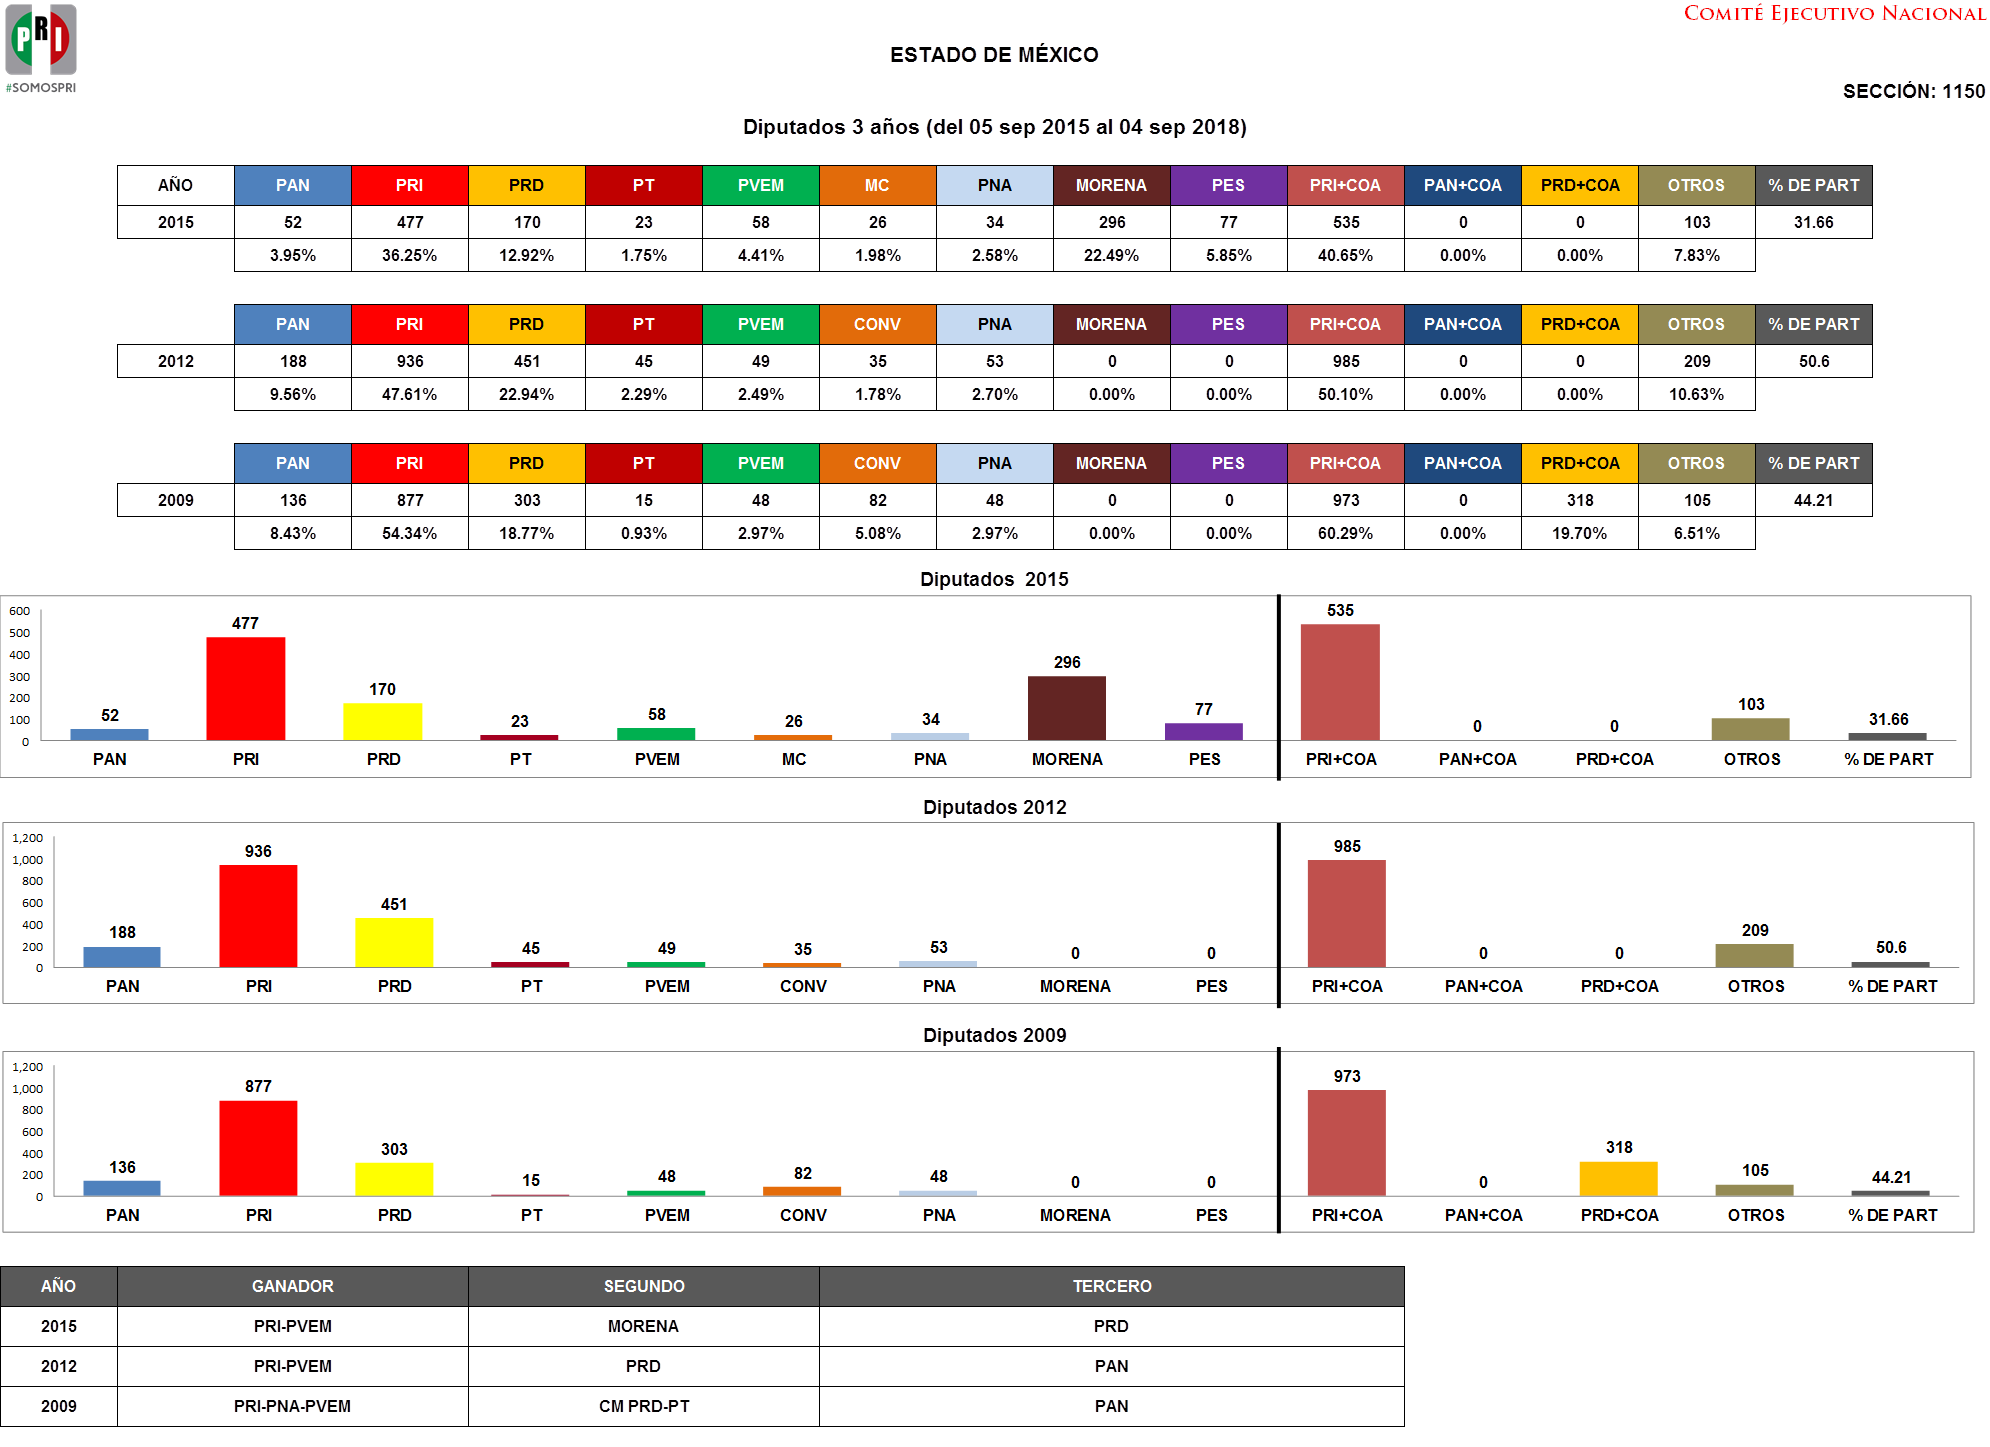 PRI
#SOMOSPRI
COMITÉ EJECUTIVO NACIONAL
ESTADO DE MÉXICO
SECCIÓN: 1150
Diputados 3 años (del 05 sep 2015 al 04 sep 2018)
AÑO PAN PRI PRD PT PVEM MC PNA MORENA PES PRI+COA PAN+COA PRD+COA OTROS % DE PART
2015 52 477 170 23 58 26 34 296 77 535 0 0 103 31.66
3.95% 36.25% 12.92% 1.75% 4.41% 1.98% 2.58% 22.49% 5.85% 40.65% 0.00% 0.00% 7.83%
PAN PRI PRD PT PVEM CONV PNA MORENA PES PRI+COA PAN+COA PRD+COA OTROS % DE PART
2012 188 936 451 45 49 35 53 0 0 985 0 0 209 50.6
9.56% 47.61% 22.94% 2.29% 2.49% 1.78% 2.70% 0.00% 0.00% 50.10% 0.00% 0.00% 10.63%
PAN PRI PRD PT PVEM CONV PNA MORENA PES PRI+COA PAN+COA PRD+COA OTROS % DE PART
2009 136 877 303 15 48 82 48 0 0 973 0 318 105 44.21
8.43% 54.34% 18.77% 0.93% 2.97% 5.08% 2.97% 0.00% 0.00% 60.29% 0.00% 19.70% 6.51%
Diputados 2015
600
500
400
300
200
100
0
52 477 170 23 58 26 34 296 77 535 0 0 103 31.66
PAN PRI PRD PT PVEM MC PNA MORENA PES PRI+COA PAN+COA PRD+COA OTROS % DE PART
Diputados 2012
1,200
1,000
800
600
400
200
0
188 936 451 45 49 35 53 0 0 985 0 0 209 50.6
PAN PRI PRD PT PVEM CONV PNA MORENA PES PRI+COA PAN+COA PRD+COA OTROS % DE PART
Diputados 2009
1,200
1,000
800
600
400
200
0
136 877 303 15 48 82 48 0 0 973 0 318 105 44.21
PAN PRI PRD PT PVEM CONV PNA MORENA PES PRI+COA PAN+COA PRD+COA OTROS % DE PART
AÑO GANADOR SEGUNDO TERCERO
2015 PRI-PVEM MORENA PRD
2012 PRI-PVEM PRD PAN
2009 PRI-PNA-PVEM CM PRD-PT PAN